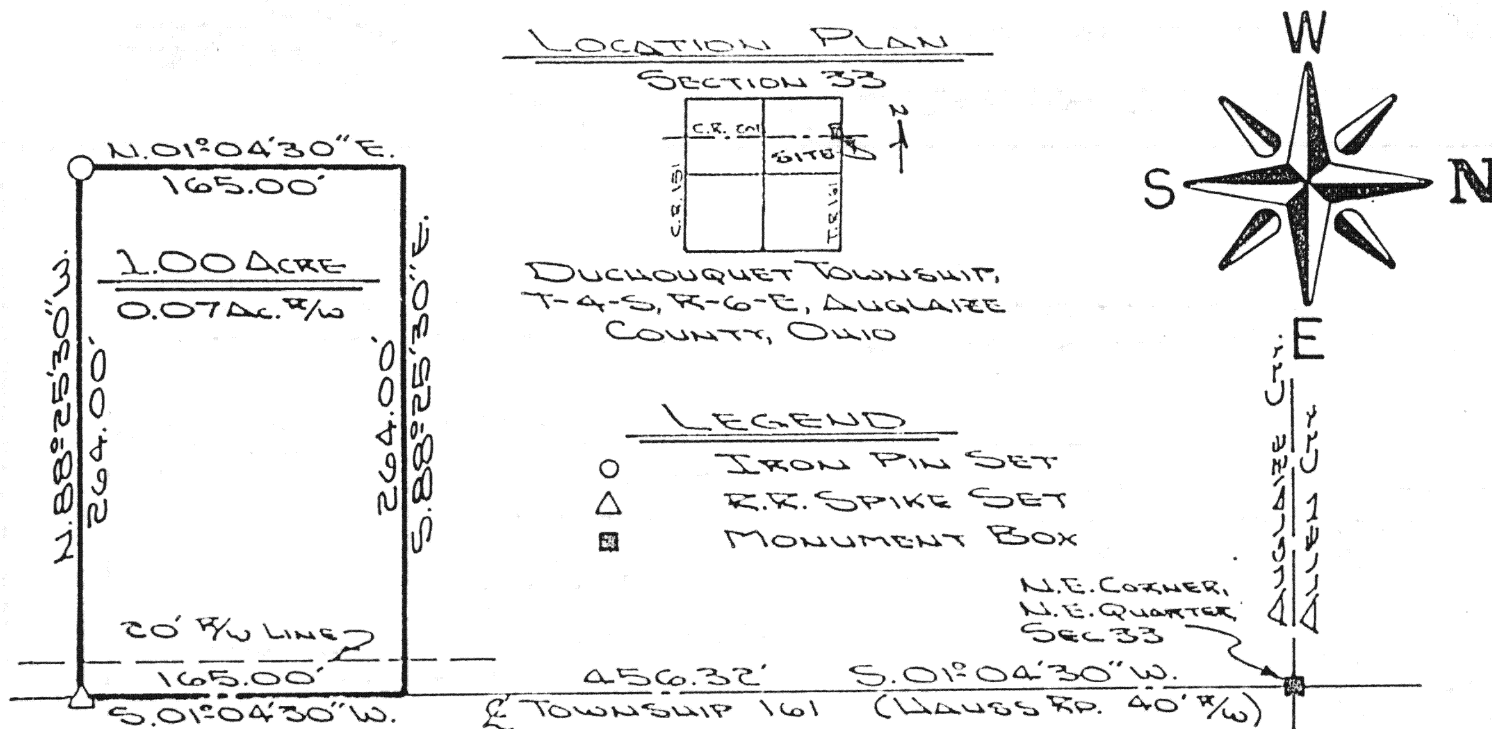 LOCATION PLAN
SECTION 33
C.R. 201
SITE
N
C.R. 151
T.R. 161
DUCHOUQUET TOWNSHIP,
T-4-S, R-6-E, AUGLAIZE
COUNTY, OHIO
W
S
N
E
N.01°04'30"E.
165.00'
1.00 ACRE
0.07 AC. R/W
N.88°25'30"W.
264.00'
264.00'
S.88°25'30"E.
20' R/W LINE
165.00'
S.01°04'30"W.
LEGEND
IRON PIN SET
R.R. SPIKE SET
MONUMENT BOX
AUGLAIZE CTY.
ALLEN CTY
N.E. CORNER,
N.E. QUARTER
SEC 33
456.32' S.01°04'30"W.
℄ TOWNSHIP 161 (HAUSS RD. 40' R/W)